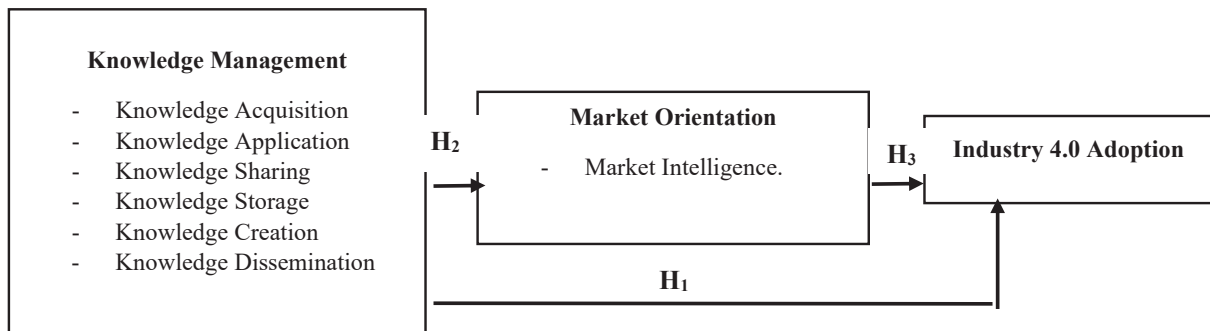 Knowledge Management
- Knowledge Acquisition
- Knowledge Application
- Knowledge Sharing
- Knowledge Storage
- Knowledge Creation
- Knowledge Dissemination
H₂
Market Orientation
- Market Intelligence.
H₃
Industry 4.0 Adoption
H₁